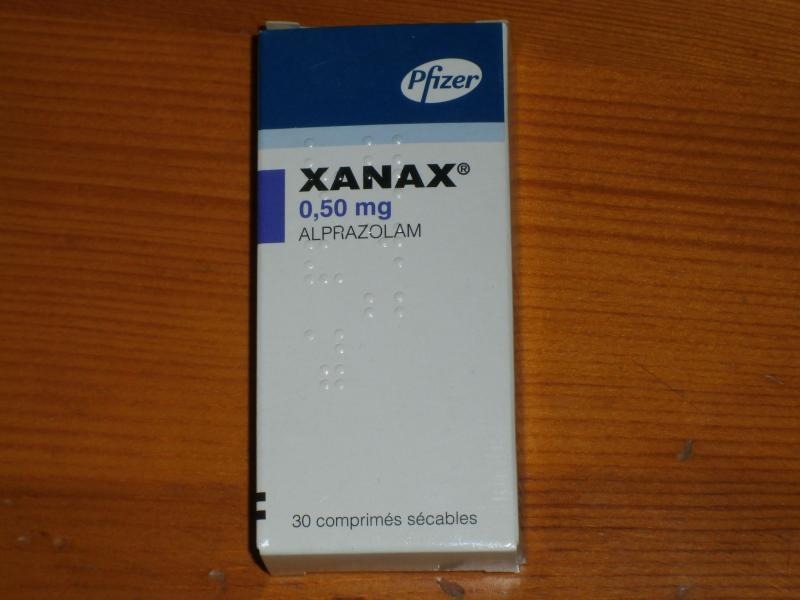 Pfizer
XANAX®
0,50 mg
ALPRAZOLAM
30 comprimés sécables